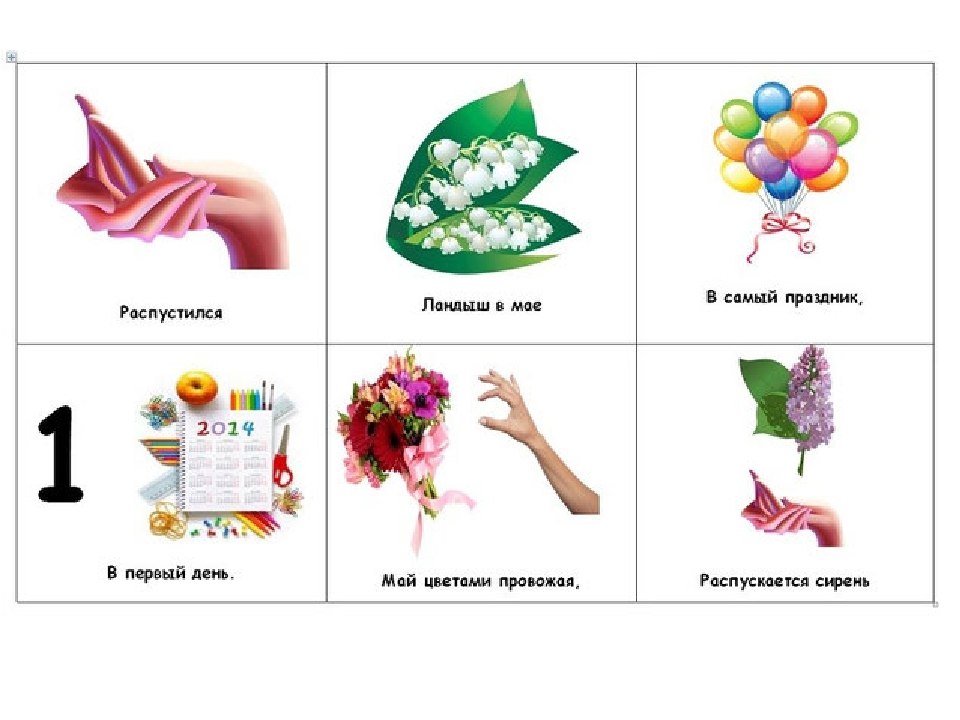 Распустился
Ландыш в мае
В самый праздник,
1
2014
В первый день.
Май цветами провожая,
Распускается сирень